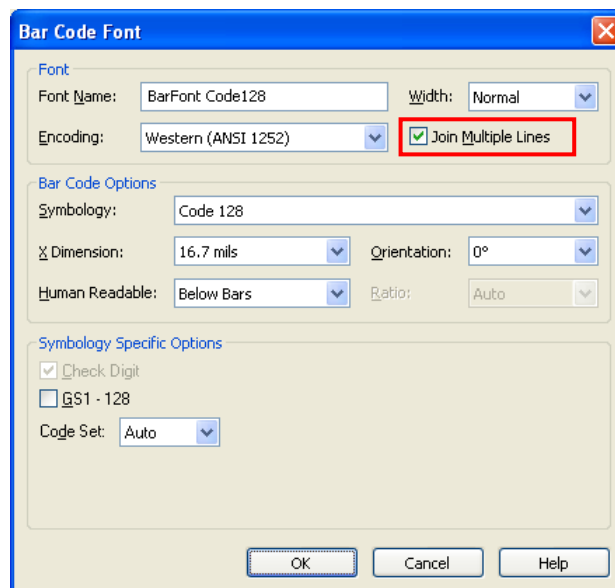 Bar Code Font
Font
Font Name: BarFont Code128 Width: Normal
Encoding: Western (ANSI 1252) Join Multiple Lines
Bar Code Options
Symbology: Code 128
X Dimension: 16.7 mils Orientation: 0°
Human Readable: Below Bars Ratio: Auto
Symbology Specific Options
Check Digit
GS1 - 128
Code Set: Auto
OK Cancel Help